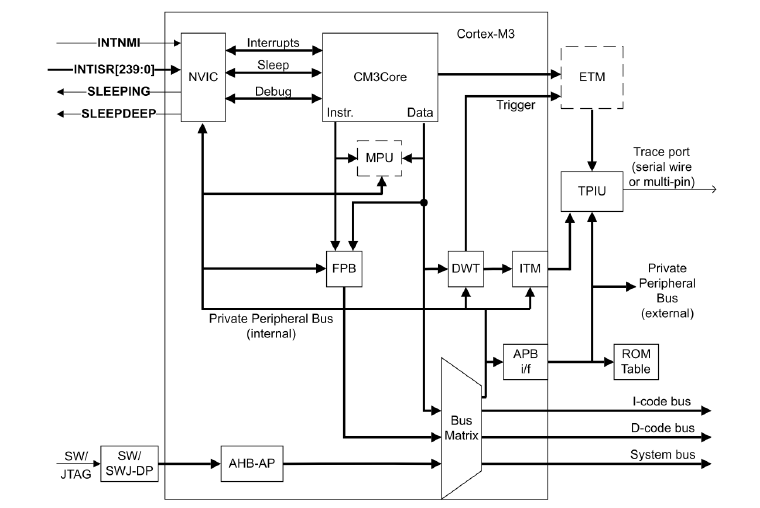 Cortex-M3
INTNMI
INTISR[239:0]
SLEEPING
SLEEPDEEP
NVIC
Interrupts
Sleep
Debug
CM3Core
Instr.
Data
ETM
Trigger
MPU
Trace port
(serial wire
or multi-pin)
TPIU
FPB
DWT
ITM
Private
Peripheral
Bus
(external)
Private Peripheral Bus
(internal)
APB
i/f
ROM
Table
Bus
Matrix
I-code bus
D-code bus
System bus
SW/
JTAG
SW/
SWJ-DP
AHB-AP